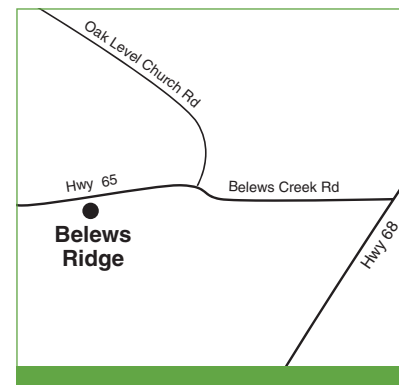 Oak Level Church Rd
Hwy 65
Belews Creek Rd
Belews
Ridge
Hwy 68